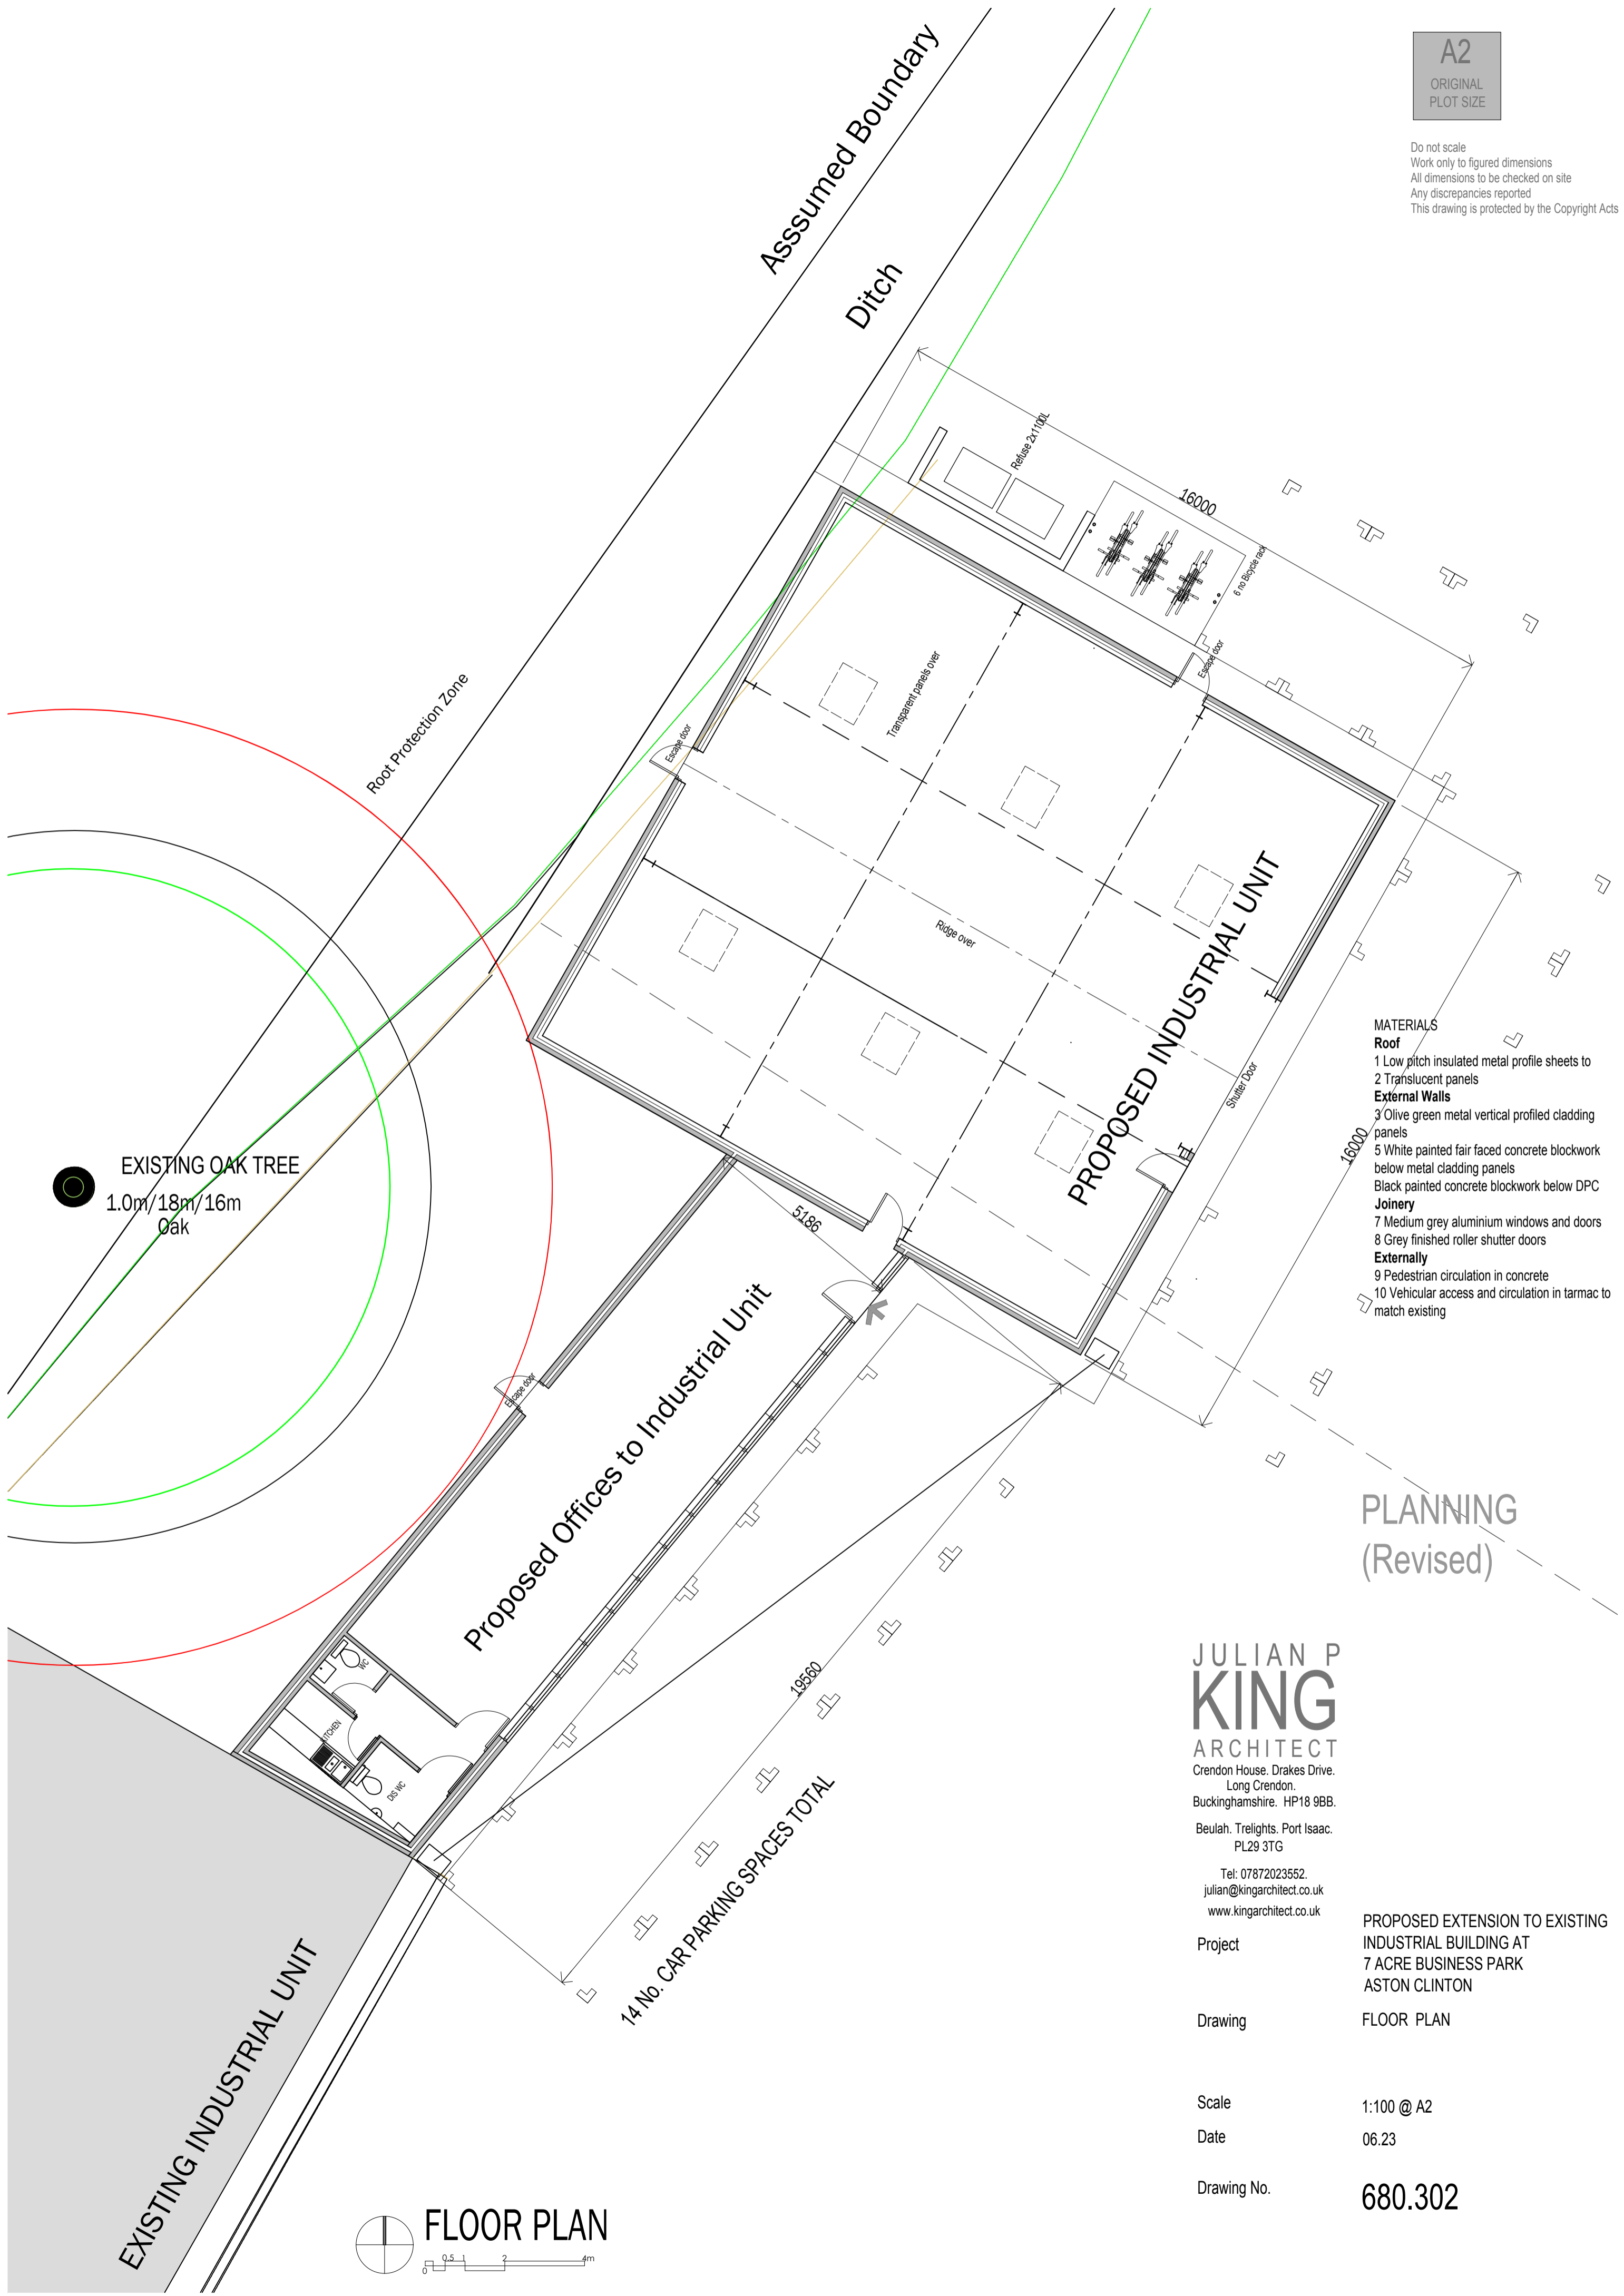 A2
ORIGINAL
PLOT SIZE
Do not scale
Work only to figured dimensions
All dimensions to be checked on site
Any discrepancies reported
This drawing is protected by the Copyright Acts
Asssumed Boundary
Ditch
Refuse 2x1100L
16000
6 no Bicycle rack
Escape door
Transparent panels over
Root Protection Zone
Escape door
Ridge over
PROPOSED INDUSTRIAL UNIT
Shutter Door
16000
MATERIALS
Roof
1 Low pitch insulated metal profile sheets to
2 Translucent panels
External Walls
3 Olive green metal vertical profiled cladding
panels
5 White painted fair faced concrete blockwork
below metal cladding panels
Black painted concrete blockwork below DPC
Joinery
7 Medium grey aluminium windows and doors
8 Grey finished roller shutter doors
Externally
9 Pedestrian circulation in concrete
10 Vehicular access and circulation in tarmac to
match existing
EXISTING OAK TREE
1.0m/18m/16m
Oak
5186
Proposed Offices to Industrial Unit
Escape door
WC
KITCHEN
DIS WC
19560
14 No. CAR PARKING SPACES TOTAL
EXISTING INDUSTRIAL UNIT
PLANNING
(Revised)
JULIAN P
KING
ARCHITECT
Crendon House. Drakes Drive.
Long Crendon.
Buckinghamshire. HP18 9BB.
Beulah. Trelights. Port Isaac.
PL29 3TG
Tel: 07872023552.
julian@kingarchitect.co.uk
www.kingarchitect.co.uk
Project
PROPOSED EXTENSION TO EXISTING
INDUSTRIAL BUILDING AT
7 ACRE BUSINESS PARK
ASTON CLINTON
Drawing
FLOOR PLAN
Scale
1:100 @ A2
Date
06.23
Drawing No.
680.302
FLOOR PLAN
0 0.5 1 2 4m